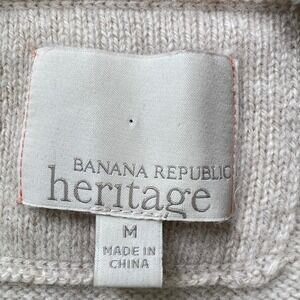 BANANA REPUBLIC
heritage
M
MADE IN
CHINA